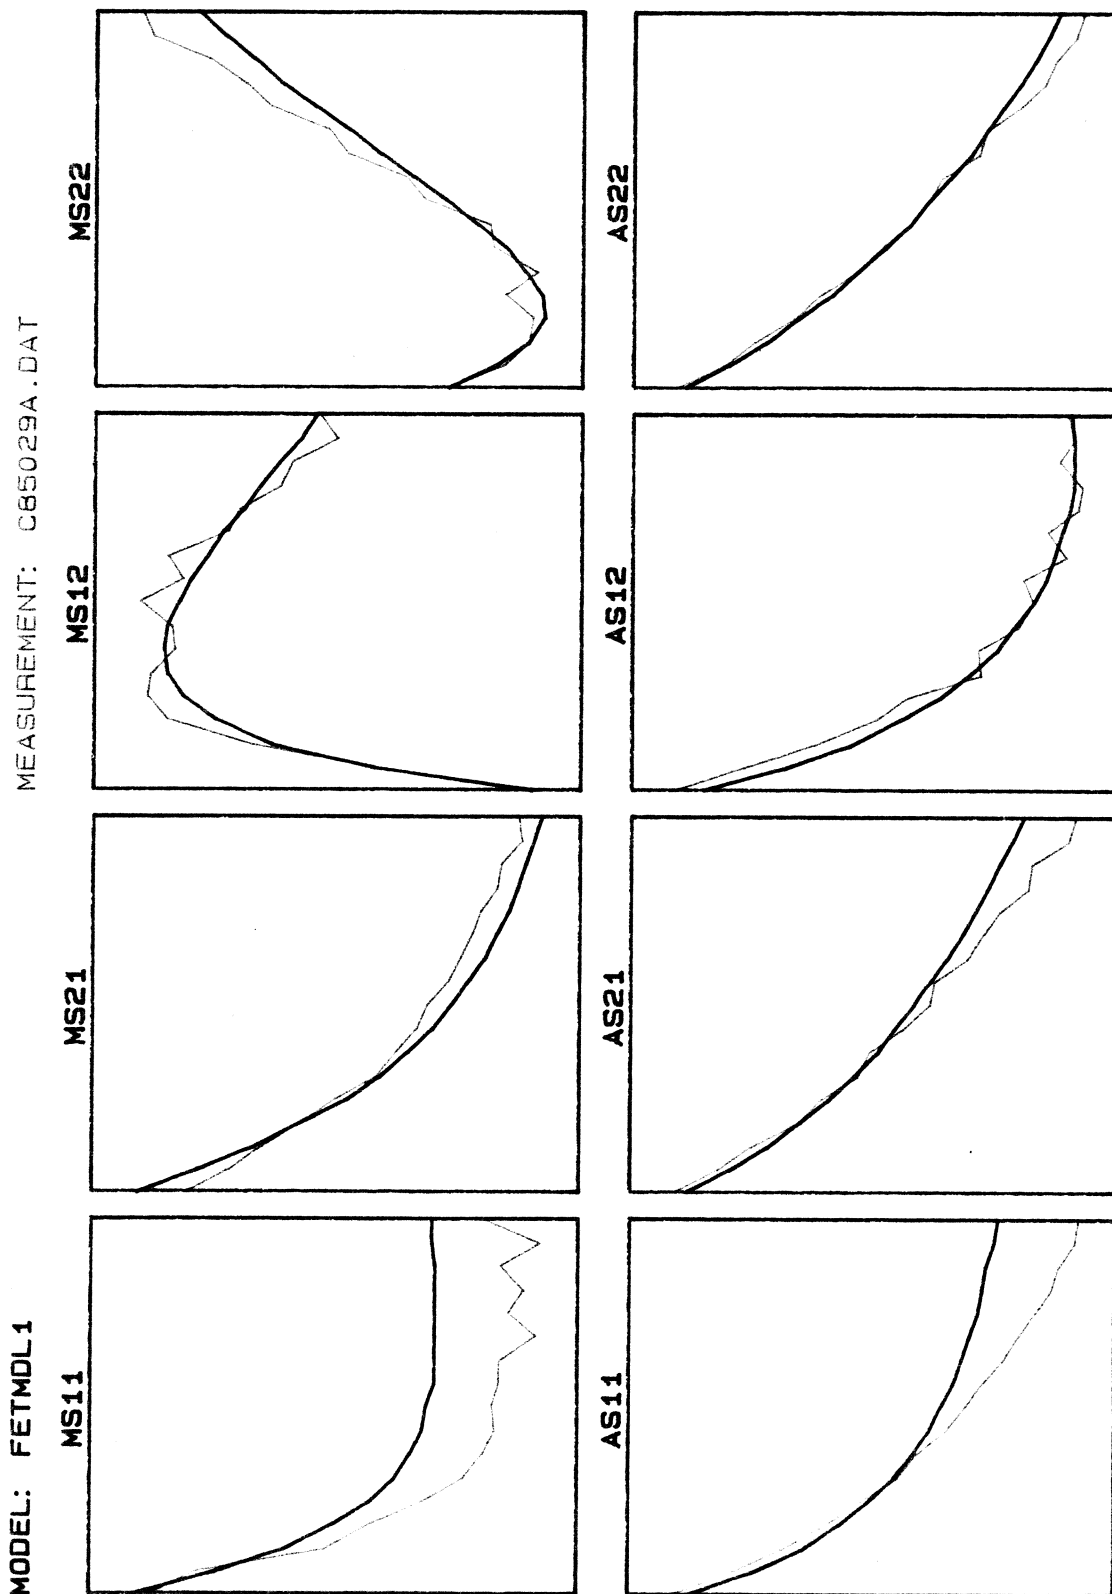 MODEL: FETMDL1
MEASUREMENT: C85029A.DAT
MS11
MS21
MS12
MS22
AS11
AS21
AS12
AS22